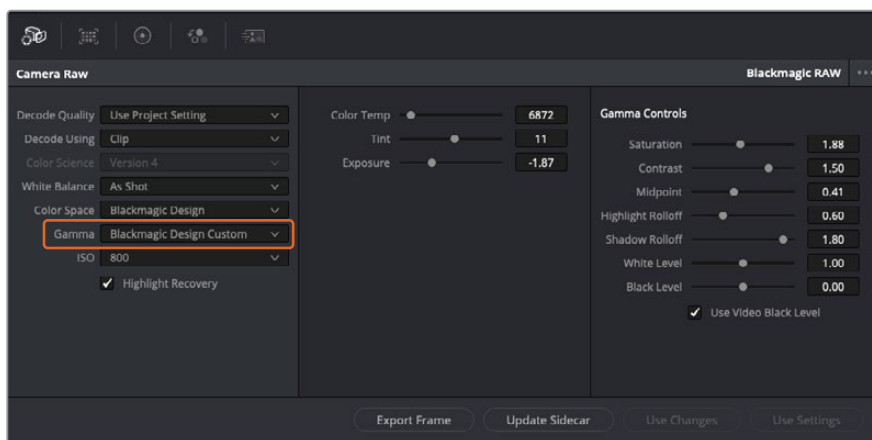 Camera Raw
Blackmagic RAW
Decode Quality Use Project Setting
Decode Using Clip
Color Science Version 4
White Balance As Shot
Color Space Blackmagic Design
Gamma Blackmagic Design Custom
ISO 800
Highlight Recovery
Color Temp 6872
Tint 11
Exposure -1.87
Gamma Controls
Saturation 1.88
Contrast 1.50
Midpoint 0.41
Highlight Rolloff 0.60
Shadow Rolloff 1.80
White Level 1.00
Black Level 0.00
Use Video Black Level
Export Frame Update Sidecar Use Changes Use Settings